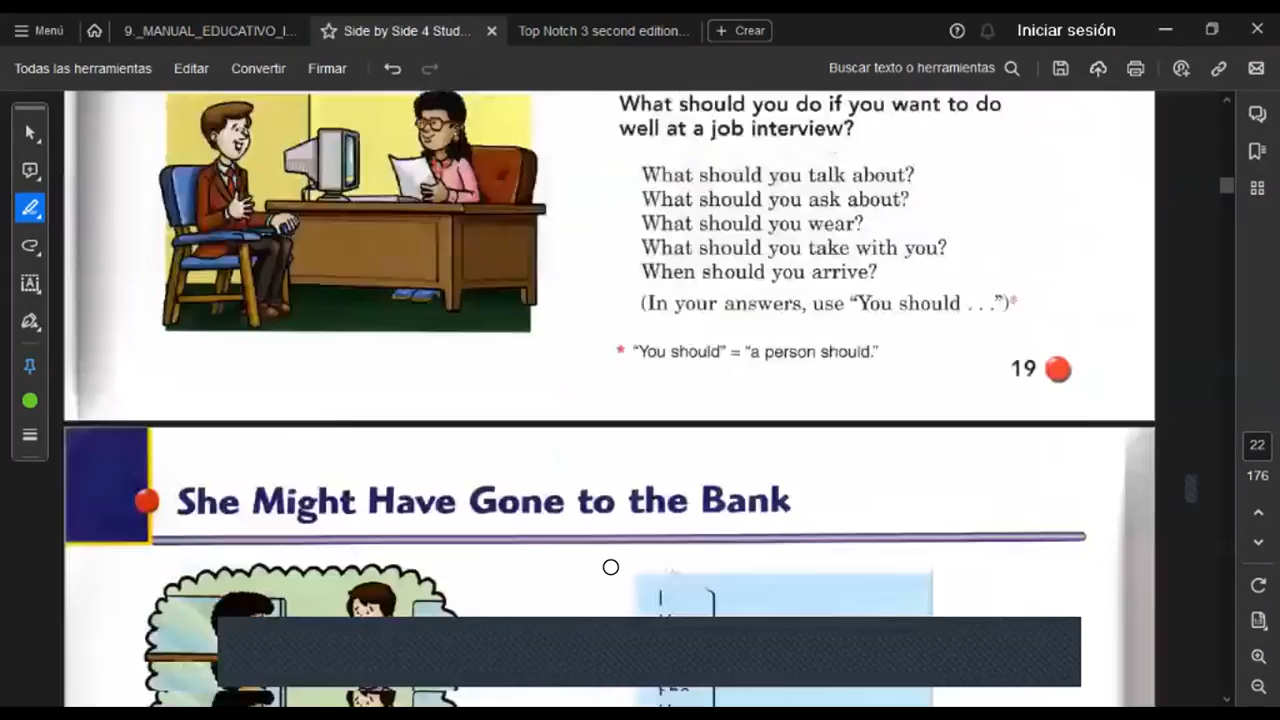 Menú
9._MANUAL_EDUCATIVO_I...
Side by Side 4 Stud...
Top Notch 3 second edition...
Crear
Iniciar sesión
Todas las herramientas
Editar
Convertir
Firmar
Buscar texto o herramientas
What should you do if you want to do
well at a job interview?
What should you talk about?
What should you ask about?
What should you wear?
What should you take with you?
When should you arrive?
(In your answers, use “You should . . .”)*
* “You should” = “a person should.”
19
She Might Have Gone to the Bank
I
22
176